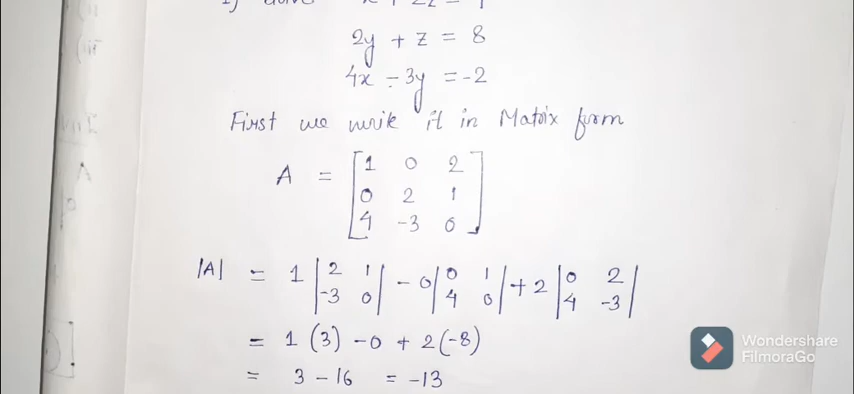 2y + z = 8
4x - 3y = -2
First we write it in Matrix form
A = [1 0 2
0 2 1
4 -3 0]
|A| = 1 |2 1 -3 0| - 0 |0 1 4 0| + 2 |0 2 4 -3|
= 1 (3) - 0 + 2 (-8)
= 3 - 16 = -13
Wondershare
FilmoraGo